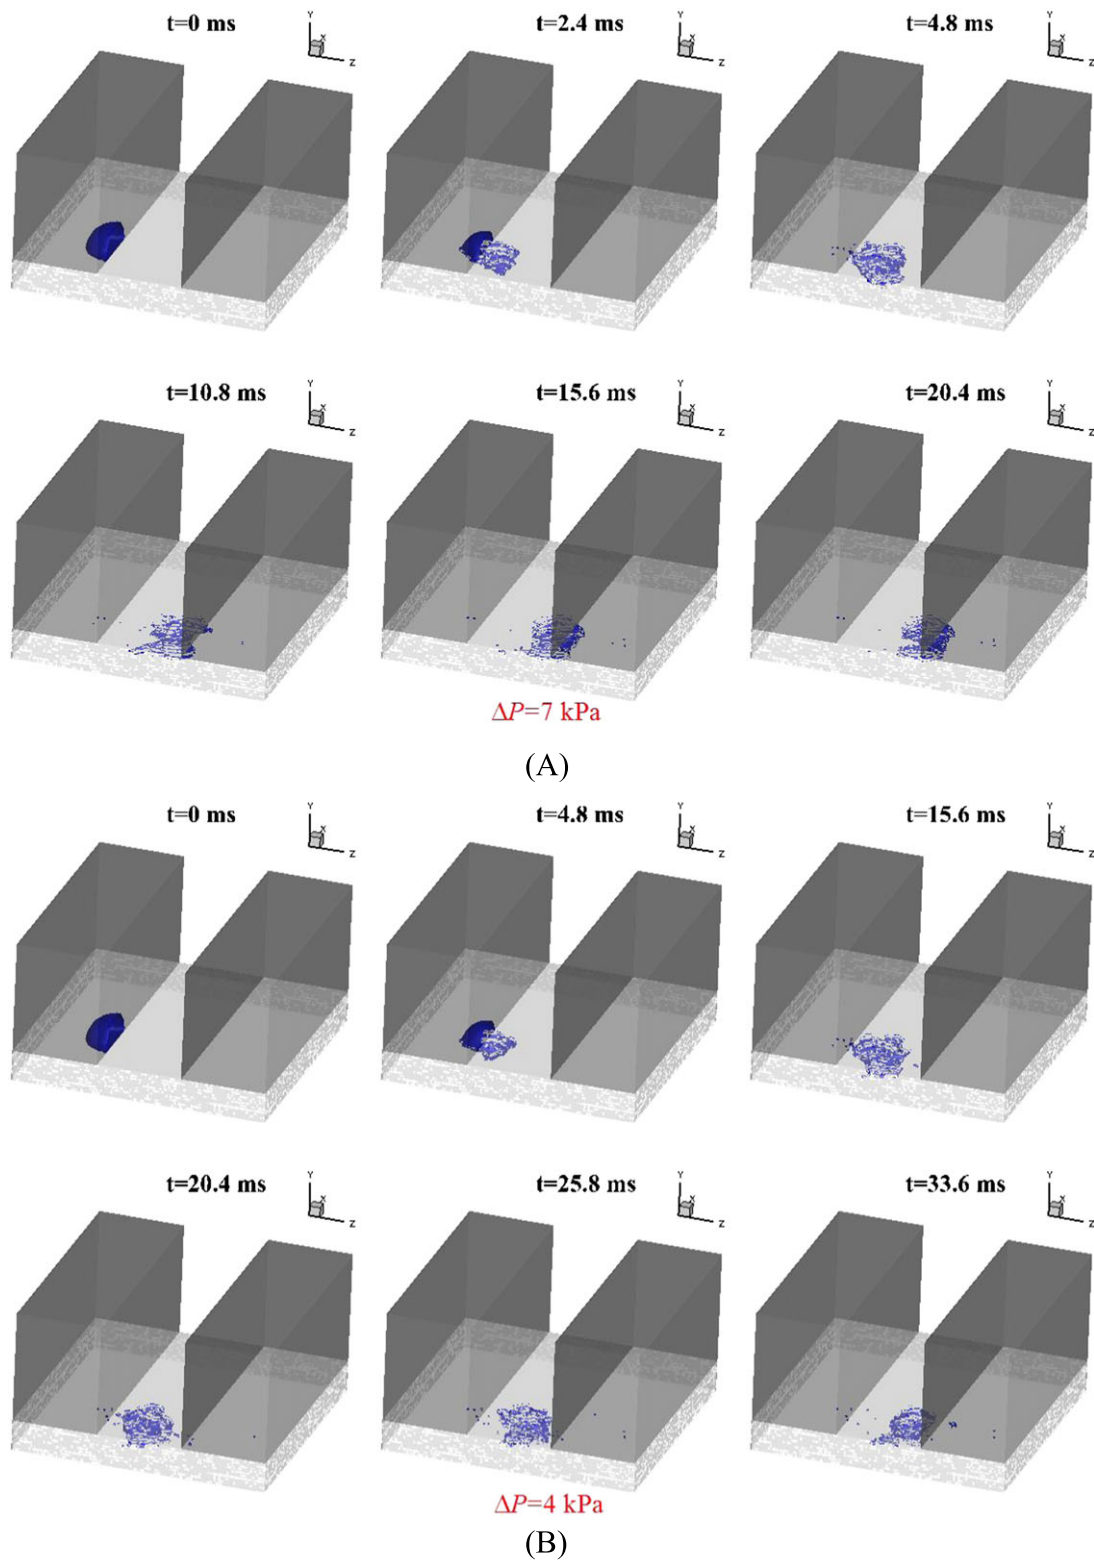 t=0 ms t=2.4 ms t=4.8 ms
Y X Z Y X Z Y X Z
t=10.8 ms t=15.6 ms t=20.4 ms
Y X Z Y X Z Y X Z
ΔP=7 kPa
(A)
t=0 ms t=4.8 ms t=15.6 ms
Y X Z Y X Z Y X Z
t=20.4 ms t=25.8 ms t=33.6 ms
Y X Z Y X Z Y X Z
ΔP=4 kPa
(B)